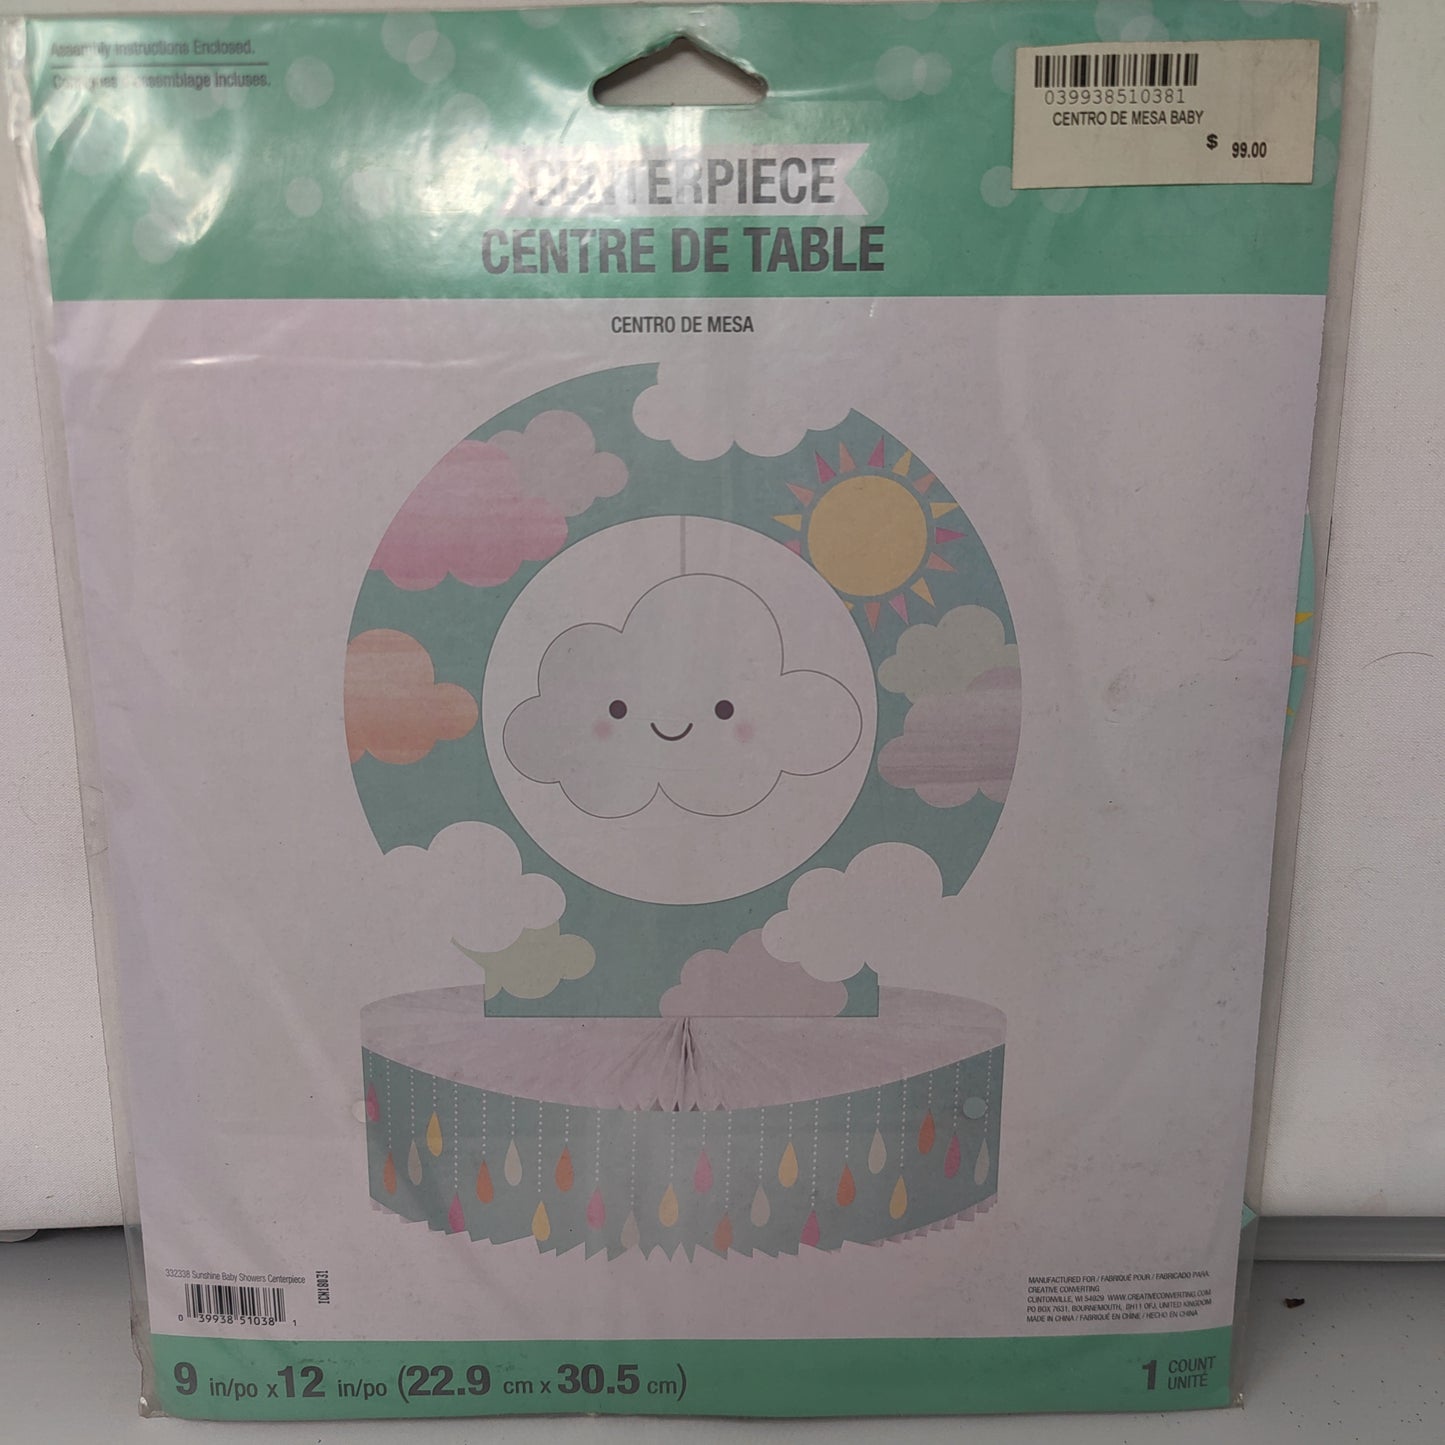 Assembly Instructions Enclosed.
Consignes d'assemblage Incluses.
039938510381
CENTRO DE MESA BABY
$ 99.00
CENTERPIECE
CENTRE DE TABLE
CENTRO DE MESA
332338 Sunshine Baby Showers Centerpiece
ICN18031
0 39938 51038 1
MANUFACTURED FOR / FABRIQUÉ POUR / FABRICADO PARA
CREATIVE CONVERTING
CLINTONVILLE, WI 54929 WWW.CREATIVECONVERTING.COM
PO BOX 7631, BOURNEMOUTH, BH11 0FJ, UNITED KINGDOM
MADE IN CHINA / FABRIQUÉ EN CHINE / HECHO EN CHINA
9 in/po x 12 in/po (22.9 cm x 30.5 cm)
1 COUNT
UNITÉ